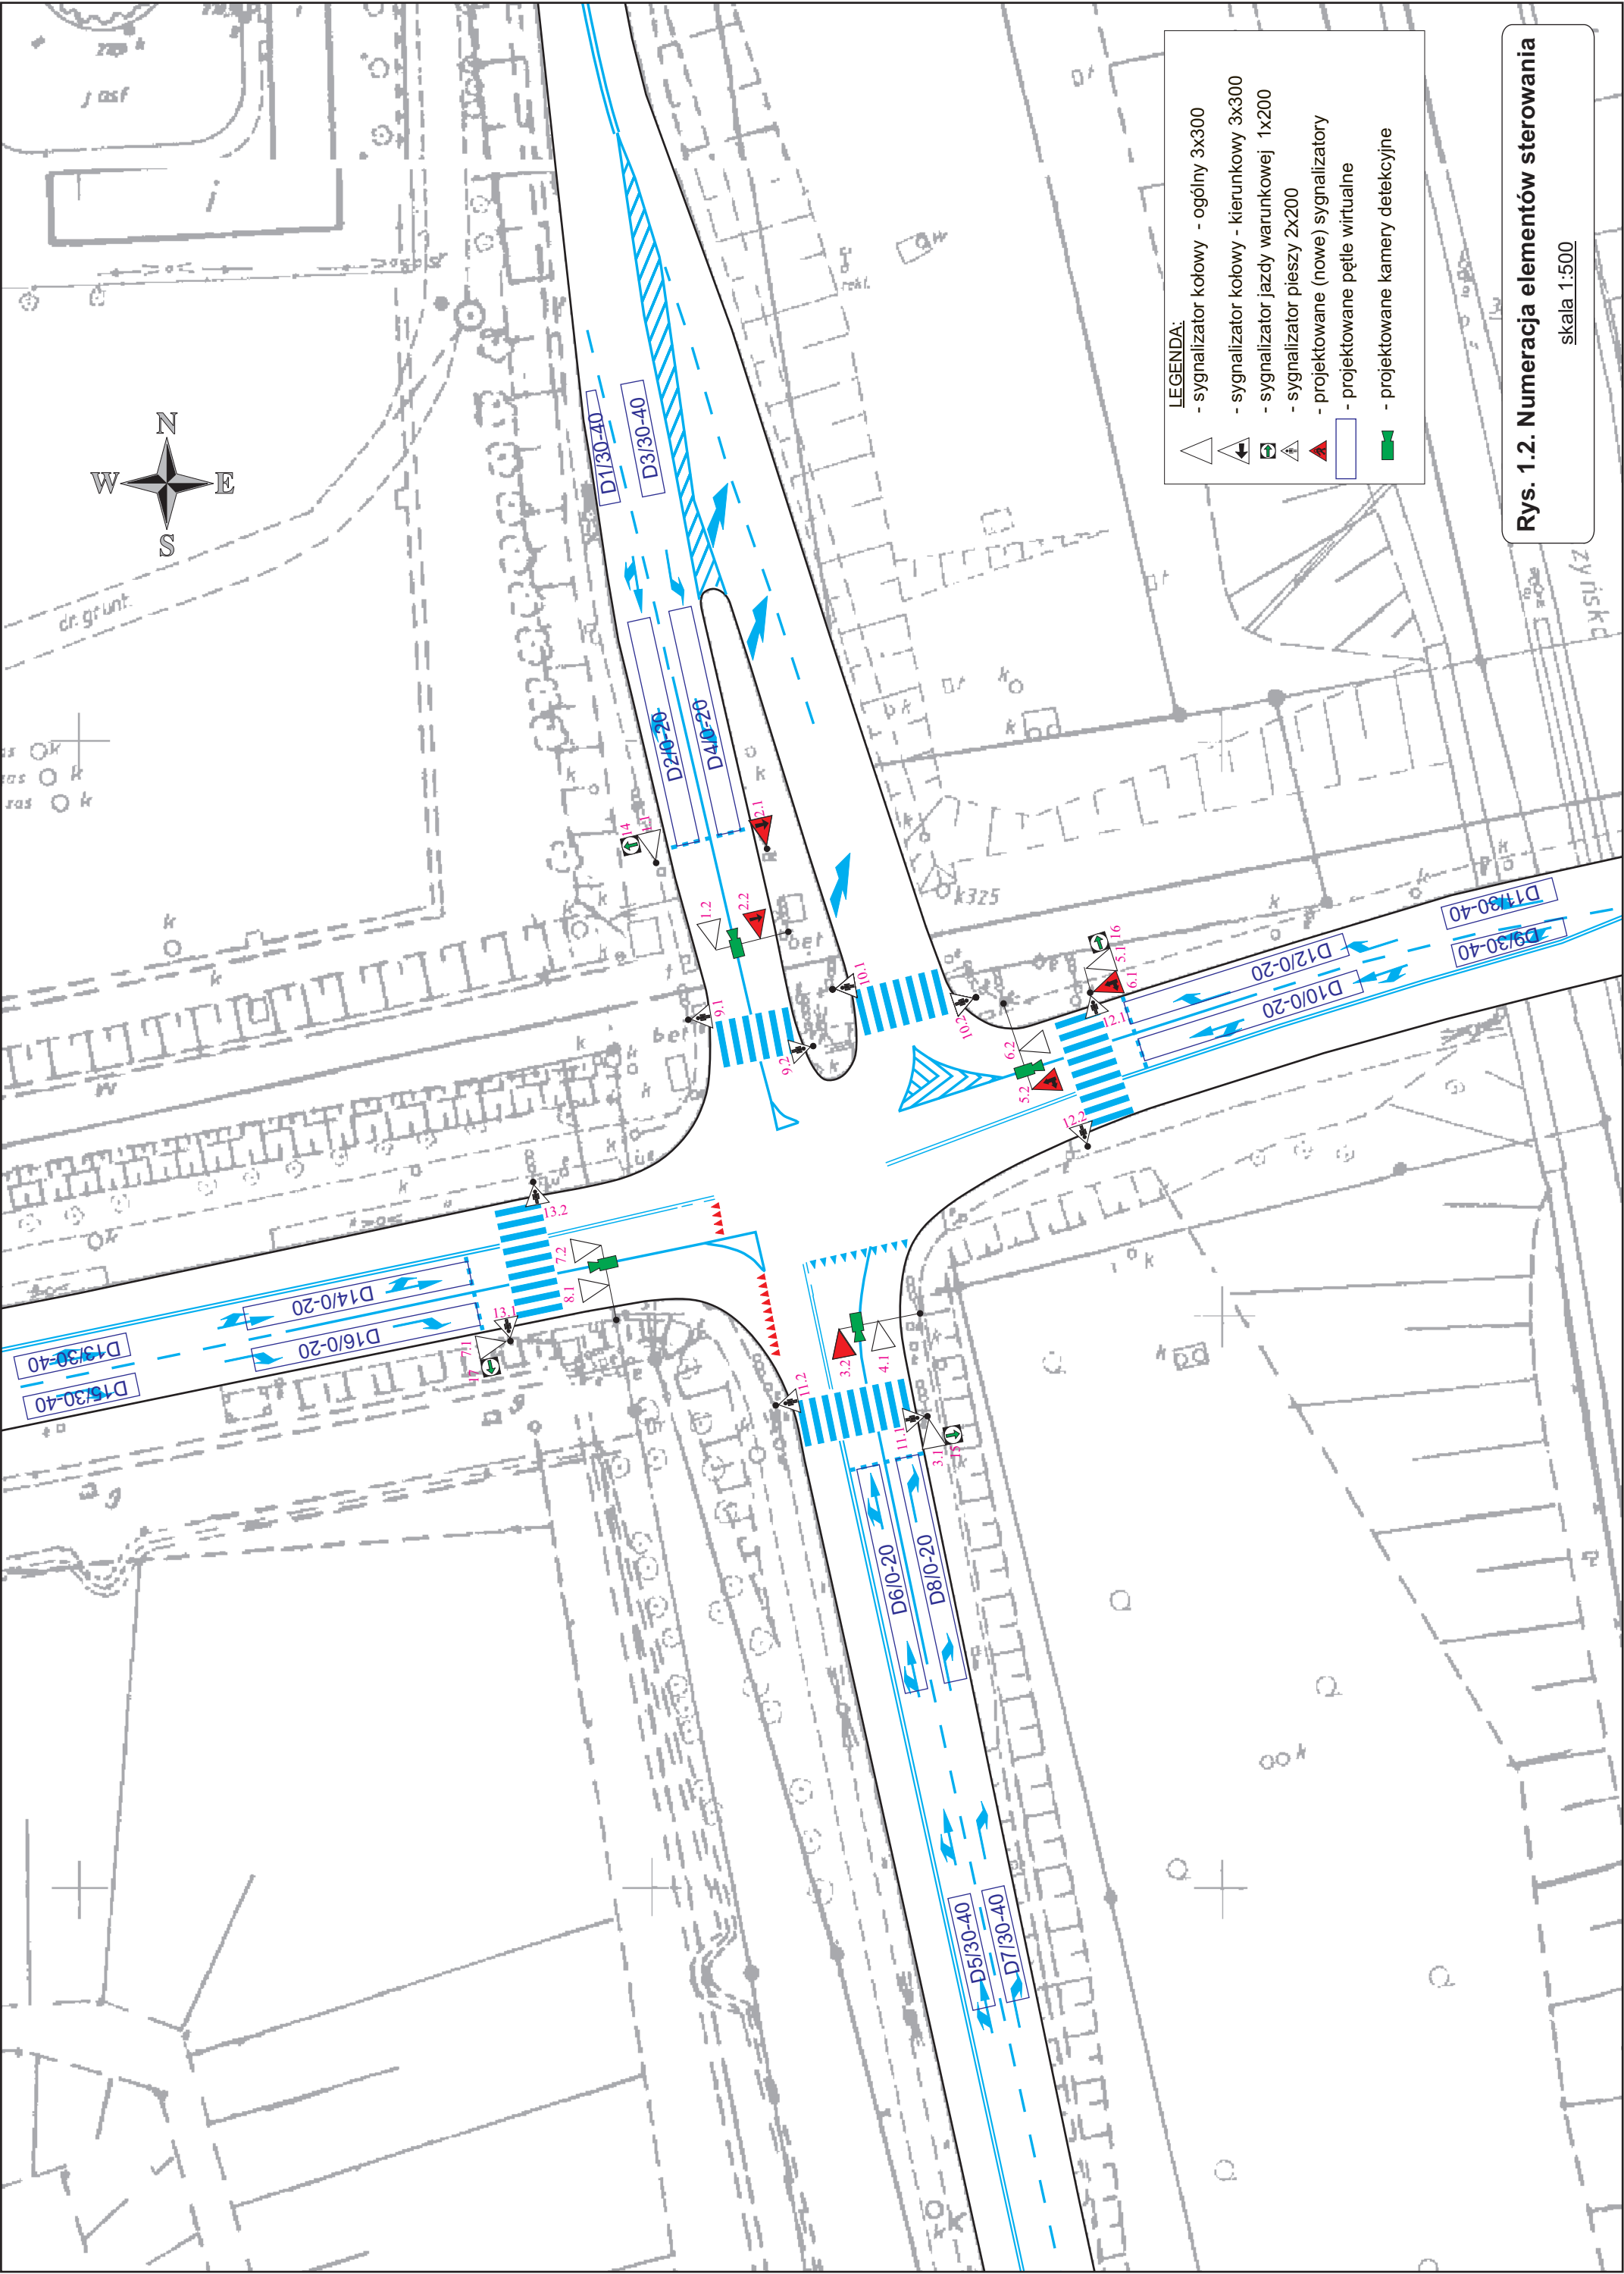 N
W
E
S
jasf
i
dr. grunt.
D1/30-40
D3/30-40
D2/0-20
D4/0-20
14
1.1
2.1
1.2
2.2
bet
9.1
9.2
10.1
10.2
bet
k325
k
k
k
D11/30-40
D9/30-40
D12/0-20
D10/0-20
16
5.1
6.1
12.1
6.2
5.2
12.2
13.2
7.2
8.1
13.1
7.1
17
D14/0-20
D16/0-20
D13/30-40
D15/30-40
3.2
4.1
11.2
11.1
3.1
15
D6/0-20
D8/0-20
D5/30-40
D7/30-40
LEGENDA:
- sygnalizator kołowy - ogólny 3x300
- sygnalizator kołowy - kierunkowy 3x300
- sygnalizator jazdy warunkowej 1x200
- sygnalizator pieszy 2x200
- projektowane (nowe) sygnalizatory
- projektowane pętle wirtualne
- projektowane kamery detekcyjne
Rys. 1.2. Numeracja elementów sterowania
skala 1:500